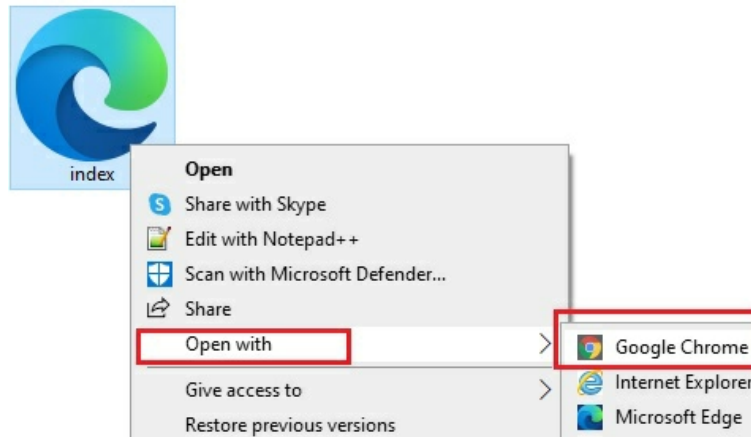 index
Open
Share with Skype
Edit with Notepad++
Scan with Microsoft Defender...
Share
Open with
Google Chrome
Internet Explorer
Microsoft Edge
Give access to
Restore previous versions